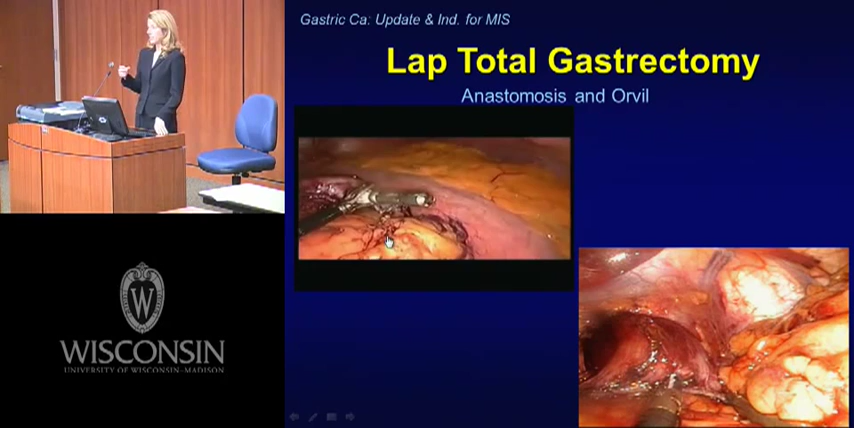 Gastric Ca: Update & Ind. for MIS
Lap Total Gastrectomy
Anastomosis and Orvil
W
WISCONSIN
UNIVERSITY OF WISCONSIN–MADISON